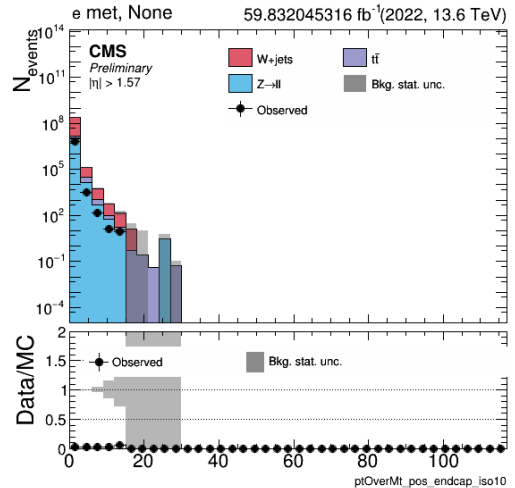 e met, None
59.832045316 fb⁻¹(2022, 13.6 TeV)
CMS
Preliminary
|η| > 1.57
W+jets
tt̄
Z→ll
Bkg. stat. unc.
Observed
N_events
10¹⁴
10¹¹
10⁸
10⁵
10²
10⁻¹
10⁻⁴
Data/MC
2
1.5
1
0.5
0
Observed
Bkg. stat. unc.
0 20 40 60 80 100
ptOverMt_pos_endcap_iso10